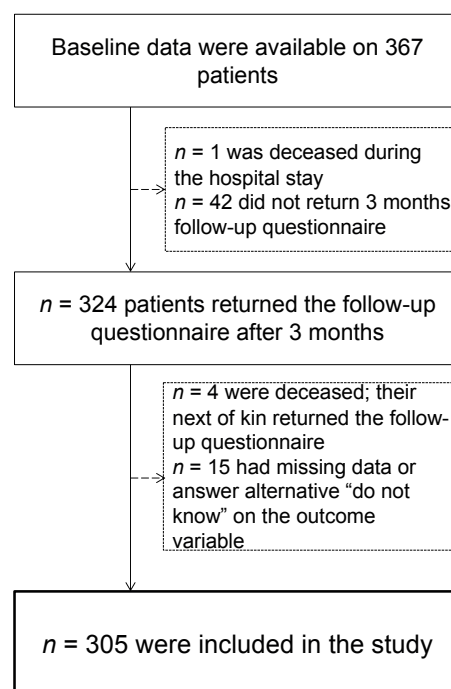 Baseline data were available on 367
patients
n = 1 was deceased during
the hospital stay
n = 42 did not return 3 months
follow-up questionnaire
n = 324 patients returned the follow-up
questionnaire after 3 months
n = 4 were deceased; their
next of kin returned the follow-
up questionnaire
n = 15 had missing data or
answer alternative “do not
know” on the outcome
variable
n = 305 were included in the study